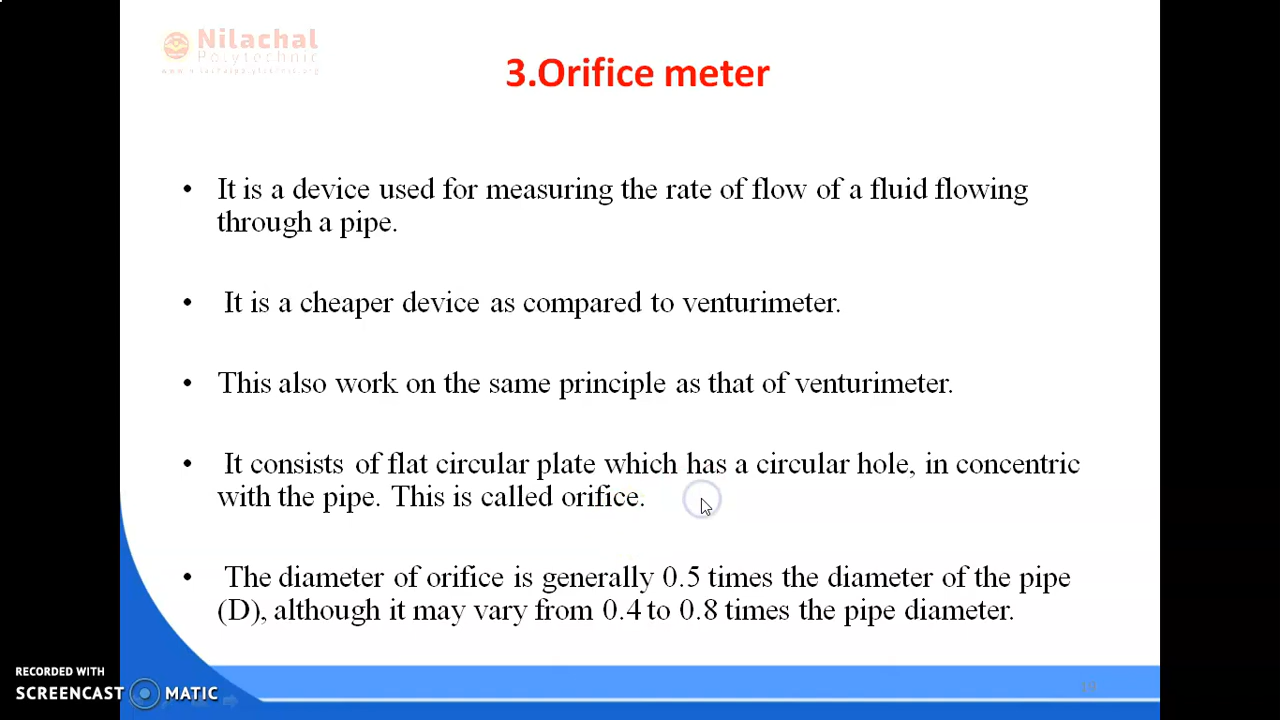 Nilachal
Polytechnic
3.Orifice meter
• It is a device used for measuring the rate of flow of a fluid flowing
through a pipe.
• It is a cheaper device as compared to venturimeter.
• This also work on the same principle as that of venturimeter.
• It consists of flat circular plate which has a circular hole, in concentric
with the pipe. This is called orifice.
• The diameter of orifice is generally 0.5 times the diameter of the pipe
(D), although it may vary from 0.4 to 0.8 times the pipe diameter.
RECORDED WITH
SCREENCAST MATIC